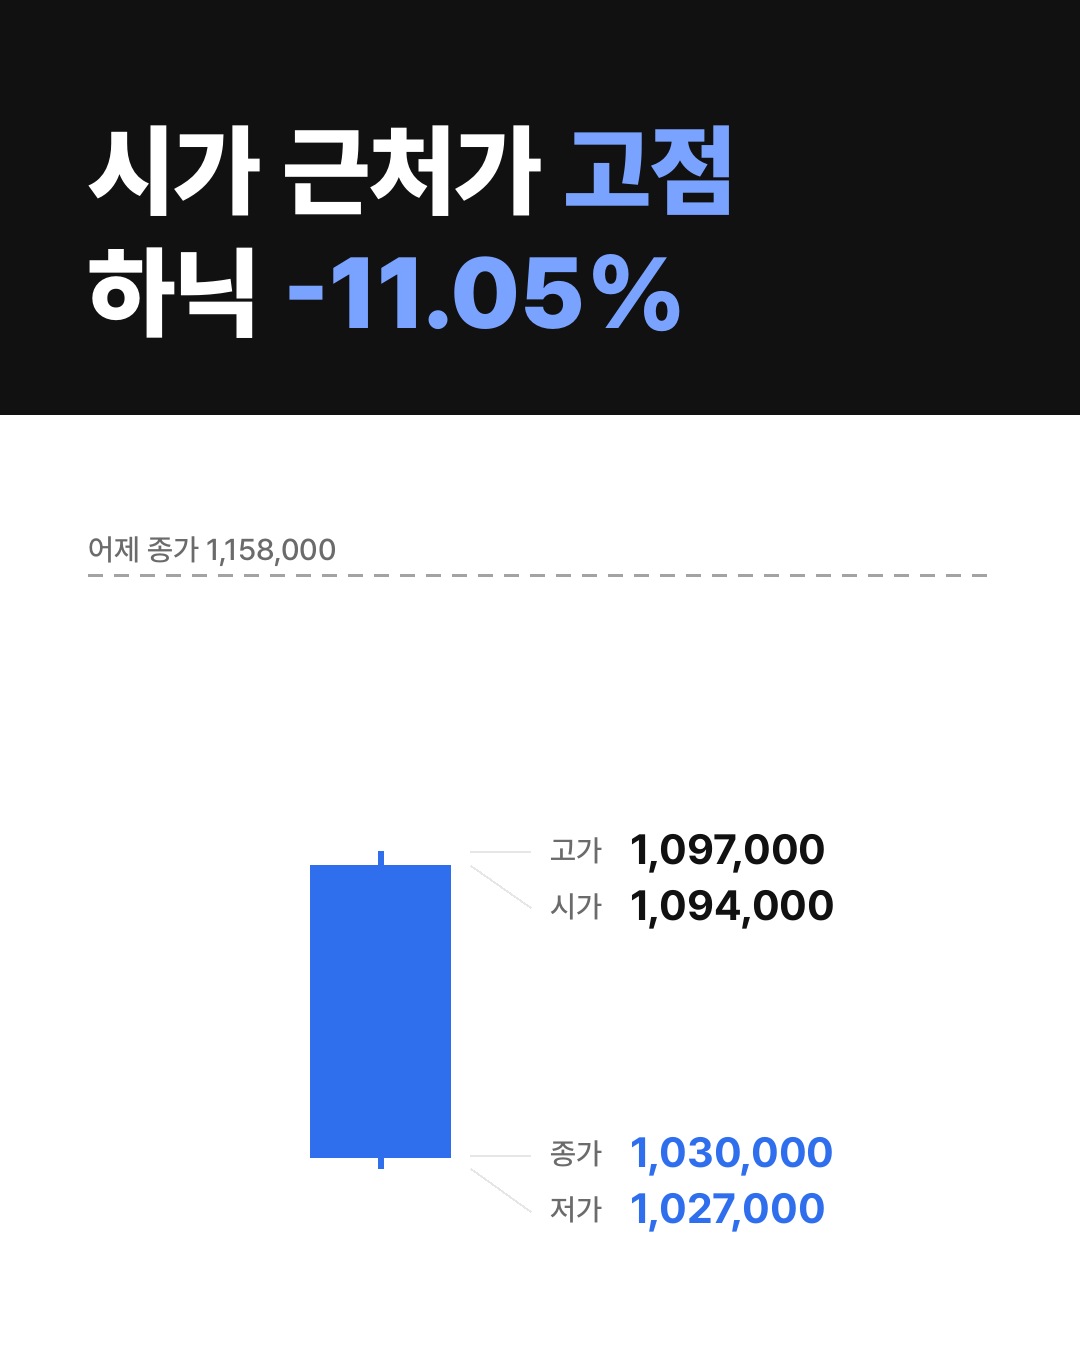 시가 근처가 고점
하닉 -11.05%
어제 종가 1,158,000
고가 1,097,000
시가 1,094,000
종가 1,030,000
저가 1,027,000